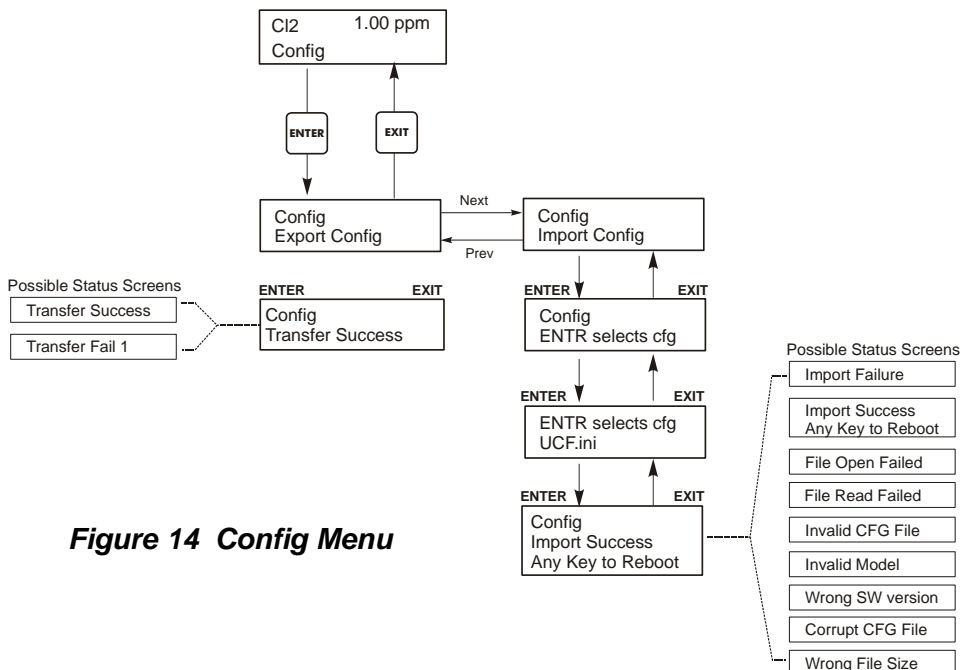 Cl2 1.00 ppm
Config
ENTER
EXIT
Config
Export Config
Next
Prev
Config
Import Config
Possible Status Screens
Transfer Success
Transfer Fail 1
ENTER EXIT
Config
Transfer Success
ENTER EXIT
Config
ENTR selects cfg
ENTER EXIT
ENTR selects cfg
UCF.ini
ENTER EXIT
Config
Import Success
Any Key to Reboot
Possible Status Screens
Import Failure
Import Success
Any Key to Reboot
File Open Failed
File Read Failed
Invalid CFG File
Invalid Model
Wrong SW version
Corrupt CFG File
Wrong File Size
Figure 14 Config Menu